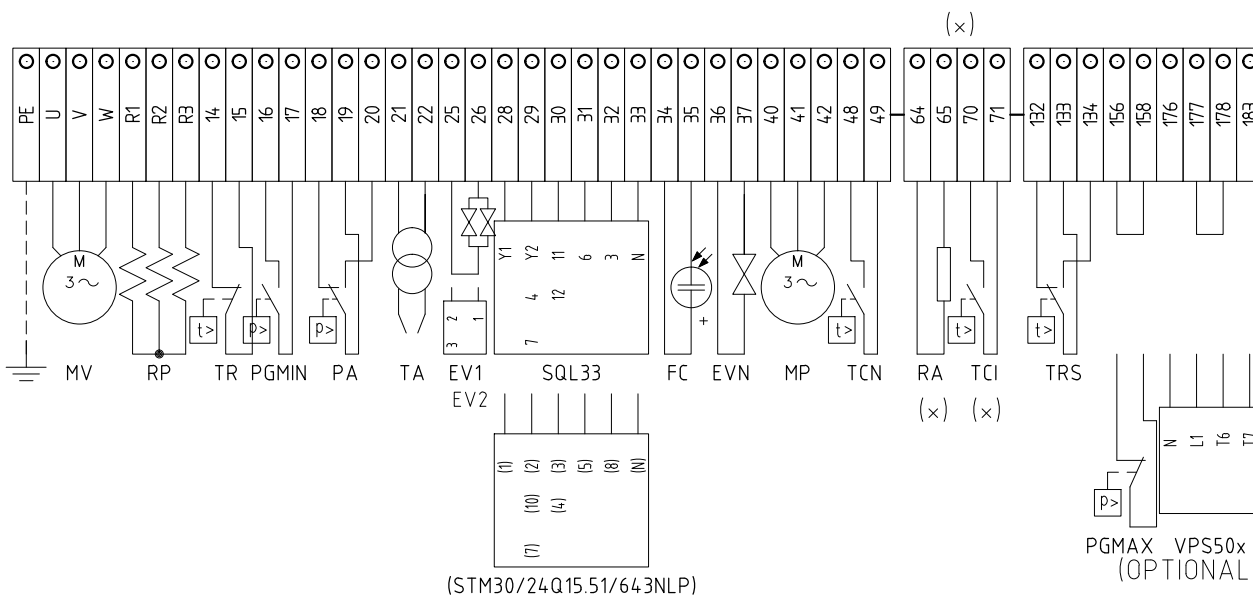 (x)
PE U V W R1 R2 R3 14 15 16 17 18 19 20 21 22 25 26 28 29 30 31 32 33 34 35 36 37 40 41 42 48 49 64 65 70 71 132 133 134 156 158 176 177 178 183
Y1 Y2 11 6 3 N
4 12
7
M
3~
M
3~
t> p> p> t> t> t>
2 1
3
+
MV RP TR PGMIN PA TA EV1 SQL33 FC EVN MP TCN RA TCI TRS
EV2
(x) (x)
(1) (2) (3) (5) (8) (N)
(10) (4)
(7)
(STM30/24Q15.51/643NLP)
N L1 T6 T7
p>
PGMAX VPS50x
(OPTIONAL